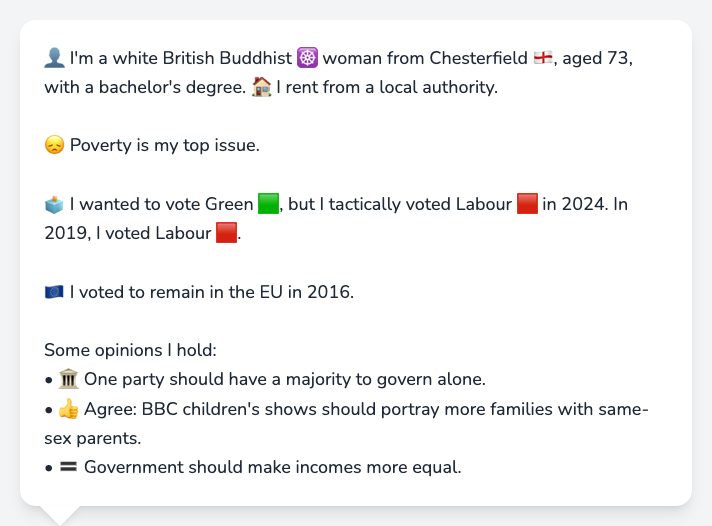 👤 I'm a white British Buddhist ☸️ woman from Chesterfield 🏴󠁧󠁢󠁥󠁮󠁧󠁿, aged 73,
with a bachelor's degree. 🏠 I rent from a local authority.
😞 Poverty is my top issue.
🗳️ I wanted to vote Green 🟩, but I tactically voted Labour 🟥 in 2024. In
2019, I voted Labour 🟥.
🇪🇺 I voted to remain in the EU in 2016.
Some opinions I hold:
• 🏛️ One party should have a majority to govern alone.
• 👍 Agree: BBC children's shows should portray more families with same-
sex parents.
• 🟰 Government should make incomes more equal.